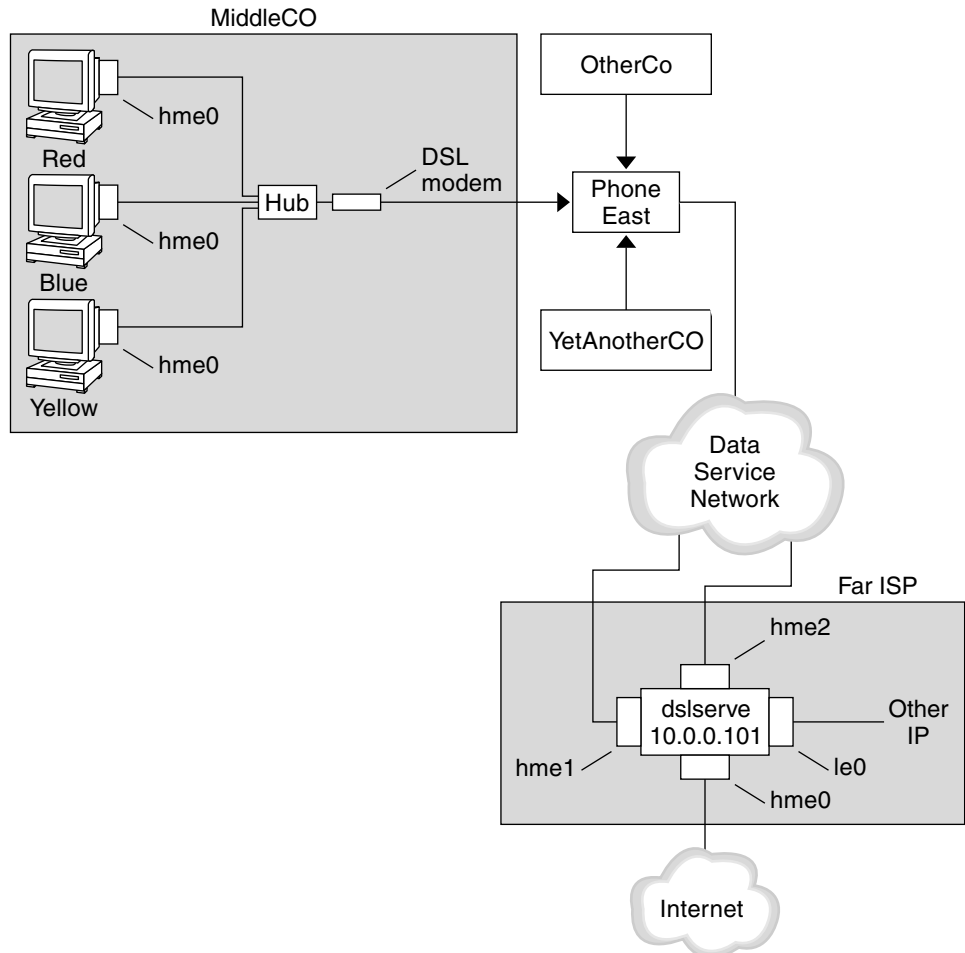 MiddleCO
hme0
Red
hme0
Blue
hme0
Yellow
Hub
DSL
modem
OtherCo
Phone
East
YetAnotherCO
Data
Service
Network
Far ISP
hme2
dslserve
10.0.0.101
Other
IP
hme1
le0
hme0
Internet